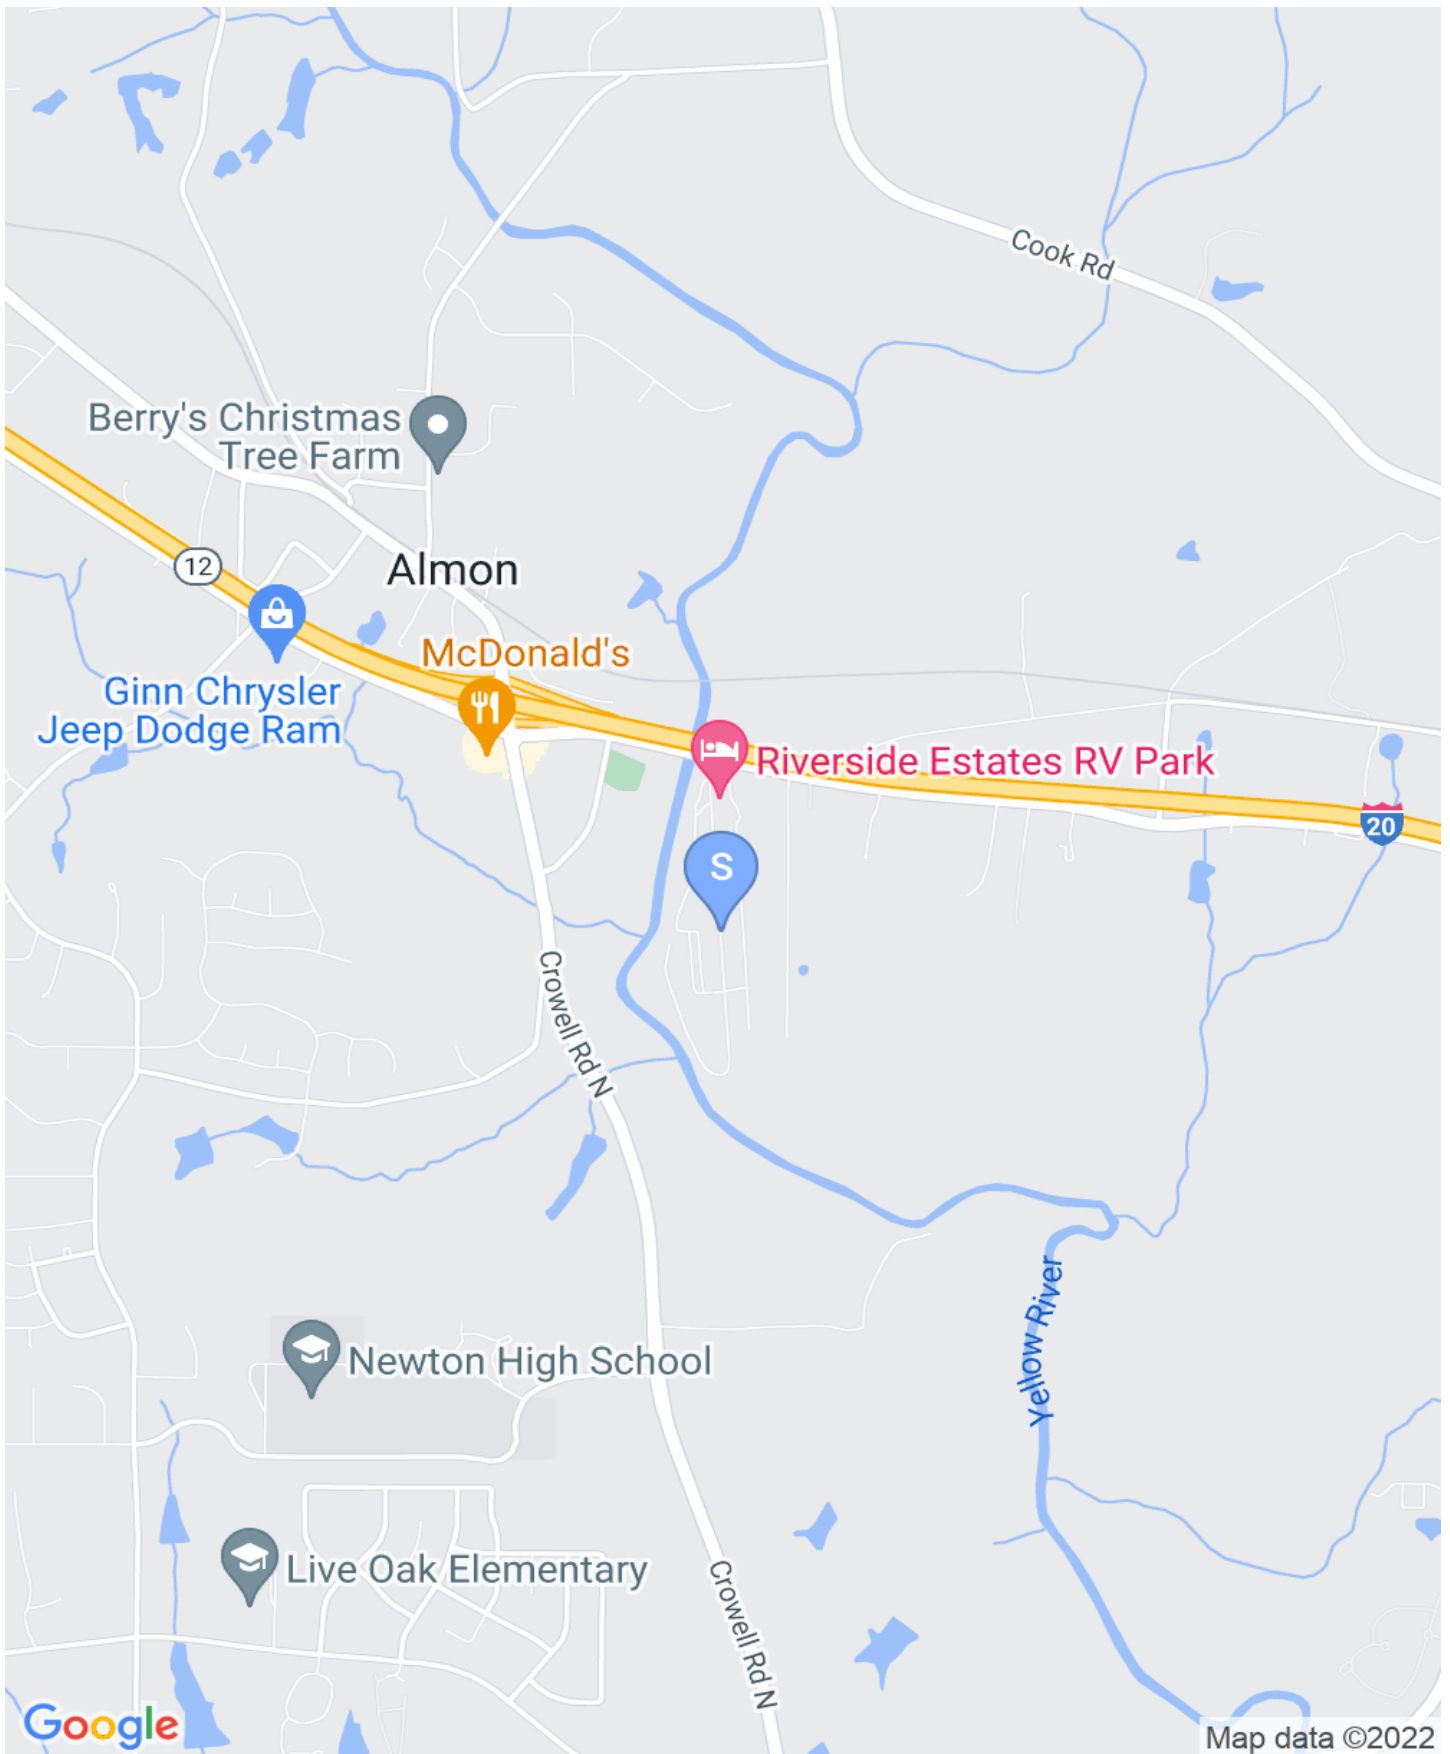 Cook Rd
Berry's Christmas
Tree Farm
12
Almon
McDonald's
Ginn Chrysler
Jeep Dodge Ram
Riverside Estates RV Park
20
S
Crowell Rd N
Yellow River
Newton High School
Live Oak Elementary
Crowell Rd N
Google
Map data ©2022